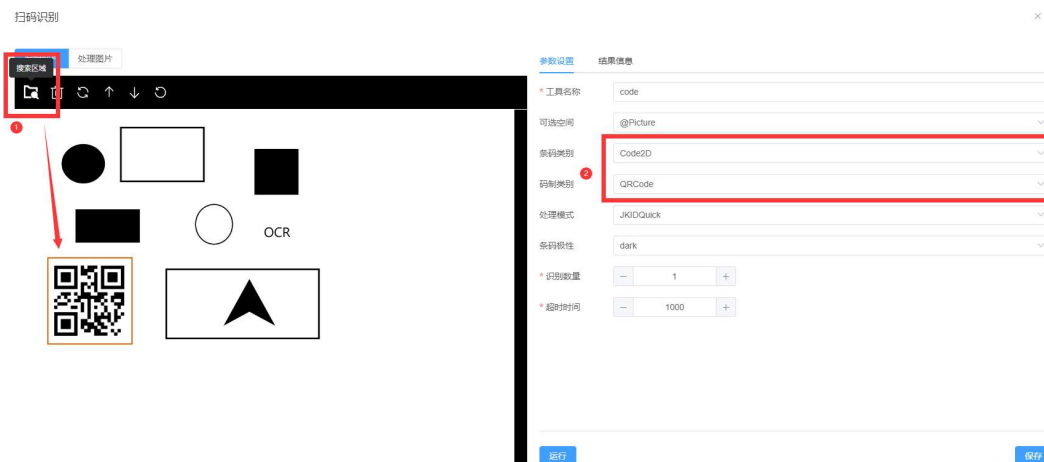 扫码识别
处理图片
搜索区域
1
OCR
参数设置 结果信息
* 工具名称 code
可选空间 @Picture
条码类别 Code2D
2
码制类别 QRCode
处理模式 JKIDQuick
条码极性 dark
* 识别数量 − 1 +
* 超时时间 − 1000 +
运行 保存